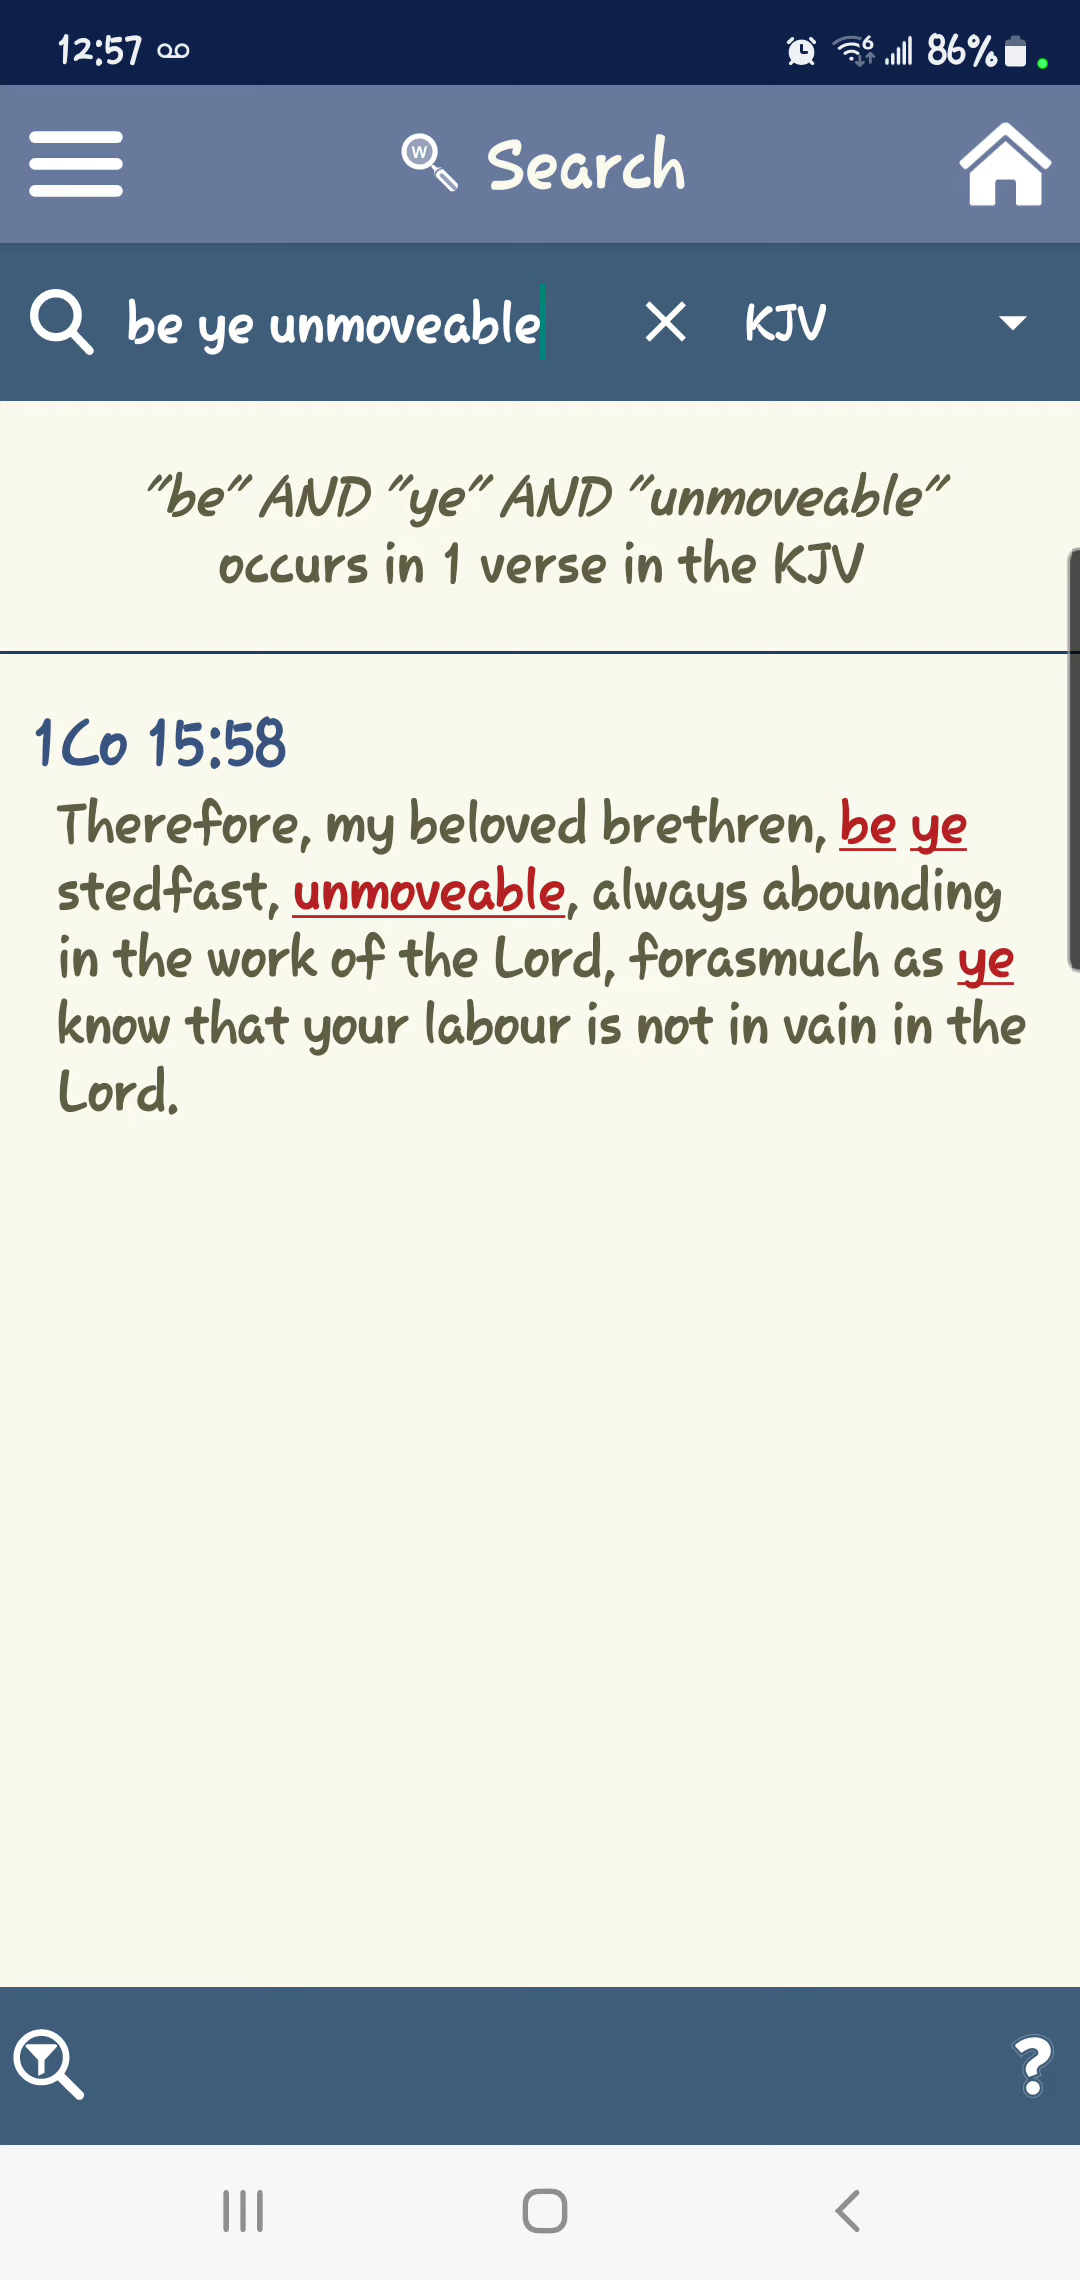 12:57
6 86%
W Search
be ye unmoveable KJV
"be" AND "ye" AND "unmoveable"
occurs in 1 verse in the KJV
1Co 15:58
Therefore, my beloved brethren, be ye
stedfast, unmoveable, always abounding
in the work of the Lord, forasmuch as ye
know that your labour is not in vain in the
Lord.
?